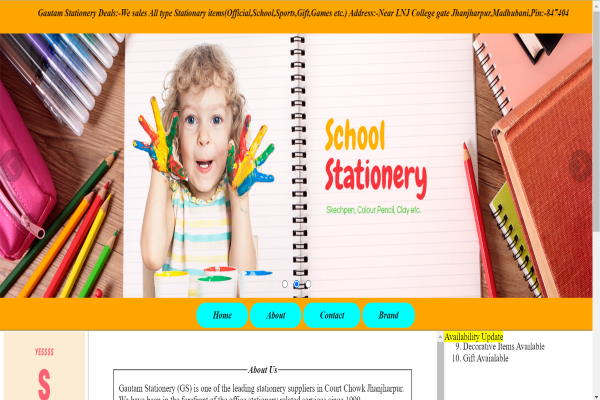 Gautam Stationery Deals:-We sales All type Stationary items(Official,School,Sports,Gift,Games etc.) Address:-Near LNJ College gate Jhanjharpur,Madhubani,Pin:-847404
School
Stationery
Skechpen, Colour Pencil, Clay etc.
Home About Contact Brand
YESSSS
S
About Us
Gautam Stationery (GS) is one of the leading stationery suppliers in Court Chowk Jhanjharpur.
We have been in the forefront of the office stationery related services since 1990
Availability Update
9. Decorative Items Available
10. Gift Avaialable